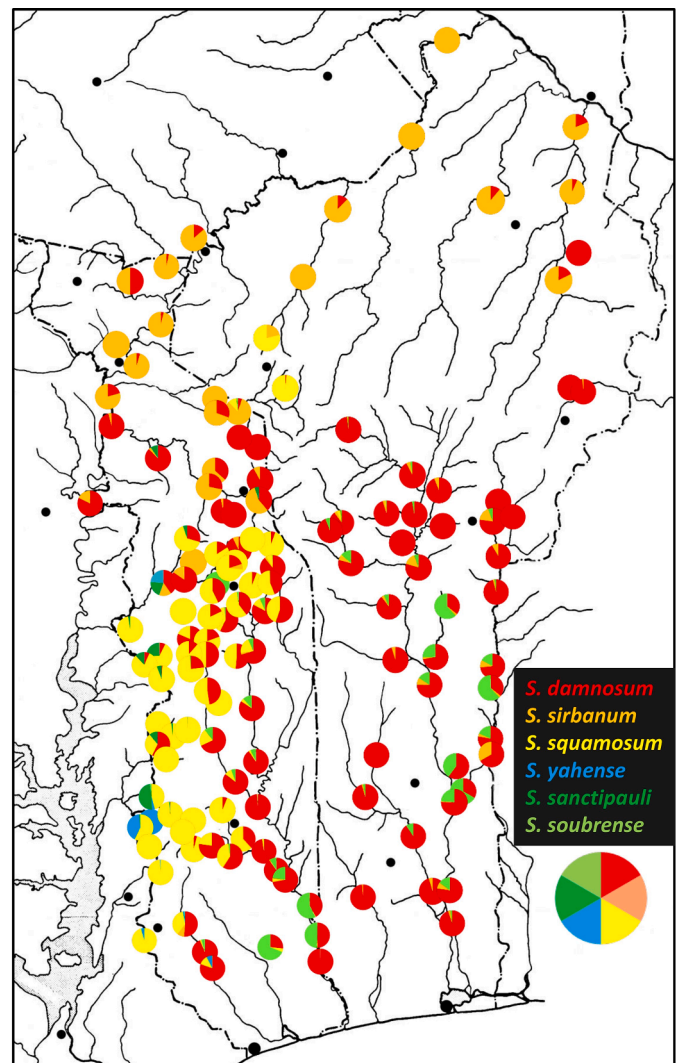 S. damnosum
S. sirbanum
S. squamosum
S. yahense
S. sanctipauli
S. soubrense